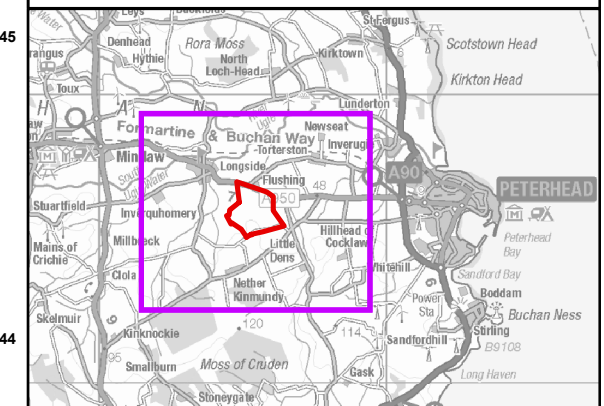 Leys
St Fergus
45
Denhead
Rora Moss
Scotstown Head
Hythie
North
Loch-Head
Kirktown
Kirkton Head
Toux
H A N
Lunderton
Formartine & Buchan Way
Newseat
Mintlaw
Torterston
Inverug
Longside
A90
Flushing
PETERHEAD
A950
48
Stuartfield
Inverquhomery
Peterhead
Bay
Mains of
Crichie
Millbreck
Little
Dens
Hillhead of
Cocklaw
Clola
Whitehill
Sandford Bay
Nether
Kinmundy
Power
Sta
Boddam
Skelmuir
Buchan Ness
120
Stirling
44
Kinknockie
114
Sandfordhill
B9108
95
Smallburn
Moss of Cruden
Gask
Long Haven
Stoneygate